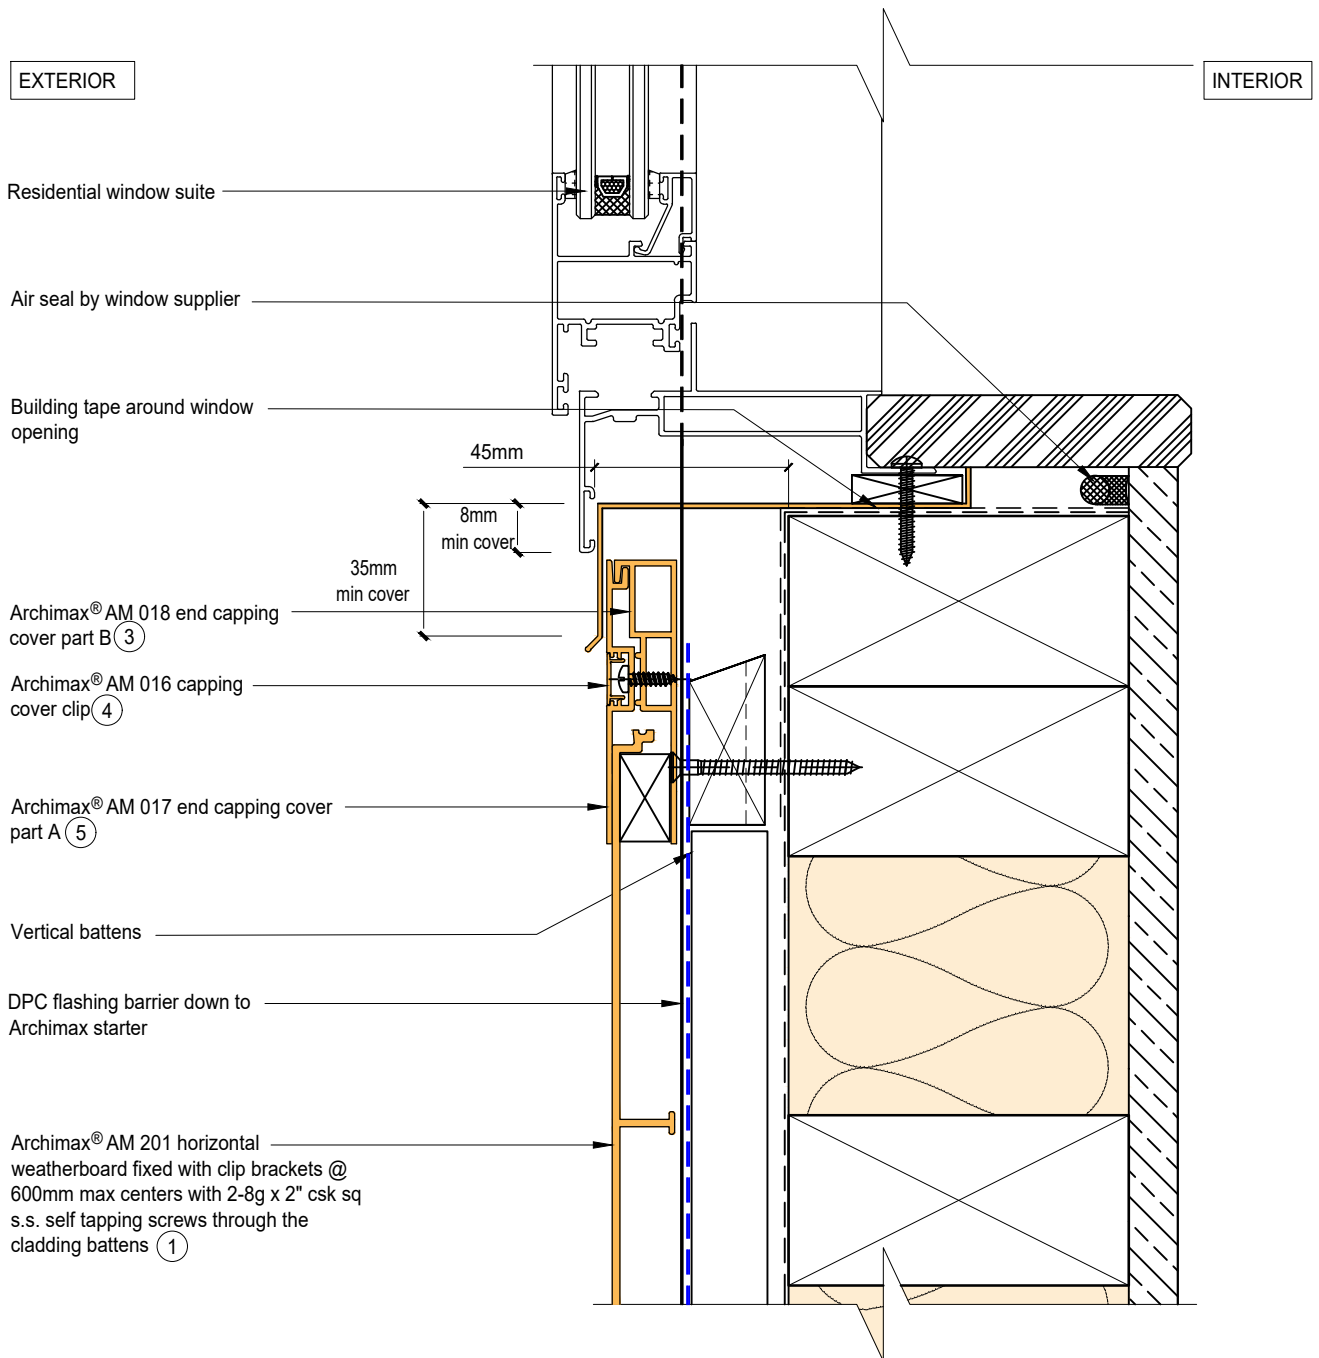 EXTERIOR
INTERIOR
Residential window suite
Air seal by window supplier
Building tape around window
opening
45mm
8mm
min cover
35mm
min cover
Archimax® AM 018 end capping
cover part B 3
Archimax® AM 016 capping
cover clip 4
Archimax® AM 017 end capping cover
part A 5
Vertical battens
DPC flashing barrier down to
Archimax starter
Archimax® AM 201 horizontal
weatherboard fixed with clip brackets @
600mm max centers with 2-8g x 2" csk sq
s.s. self tapping screws through the
cladding battens 1